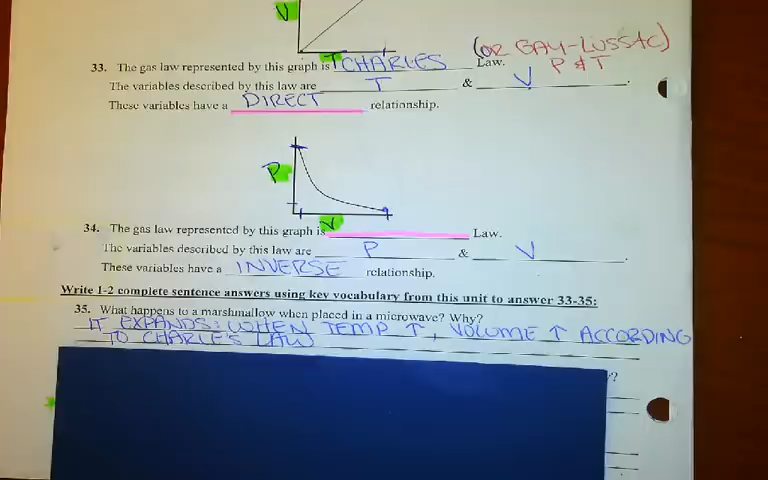 V
T
(OR GAY-LUSSAC)
33. The gas law represented by this graph is CHARLES Law. P & T
The variables described by this law are T & V.
These variables have a DIRECT relationship.
P
V
34. The gas law represented by this graph is Law.
The variables described by this law are P & V.
These variables have a INVERSE relationship.
Write 1-2 complete sentence answers using key vocabulary from this unit to answer 33-35:
35. What happens to a marshmallow when placed in a microwave? Why?
IT EXPANDS: WHEN TEMP ↑, VOLUME ↑ ACCORDING
TO CHARLE'S LAW
?